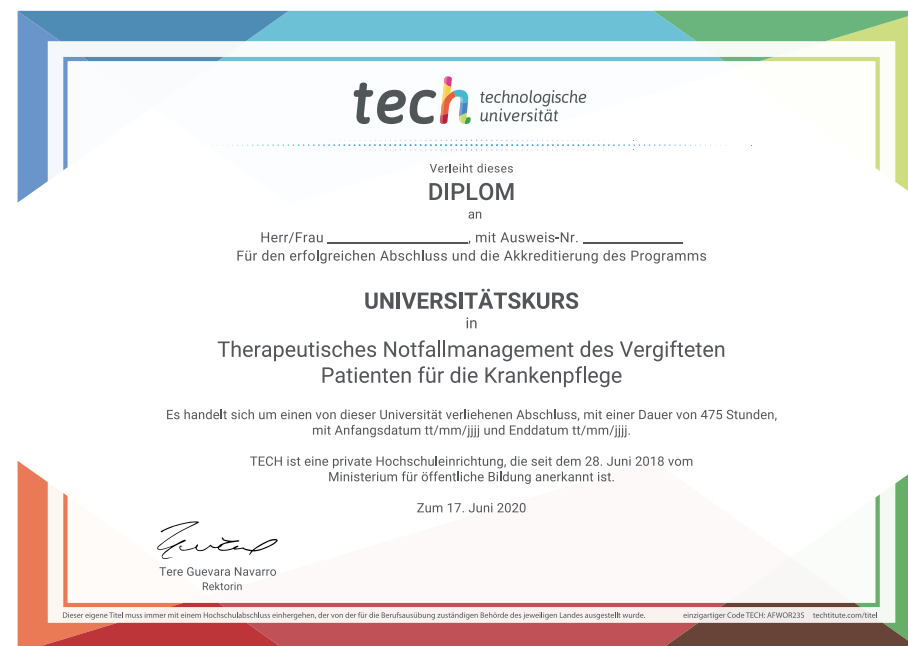 tech technologische
universität
Verleiht dieses
DIPLOM
an
Herr/Frau ______________, mit Ausweis-Nr. ____________
Für den erfolgreichen Abschluss und die Akkreditierung des Programms
UNIVERSITÄTSKURS
in
Therapeutisches Notfallmanagement des Vergifteten
Patienten für die Krankenpflege
Es handelt sich um einen von dieser Universität verliehenen Abschluss, mit einer Dauer von 475 Stunden,
mit Anfangsdatum tt/mm/jjjj und Enddatum tt/mm/jjjj.
TECH ist eine private Hochschuleinrichtung, die seit dem 28. Juni 2018 vom
Ministerium für öffentliche Bildung anerkannt ist.
Zum 17. Juni 2020
Tere Guevara Navarro
Rektorin
Dieser eigene Titel muss immer mit einem Hochschulabschluss einhergehen, der von der für die Berufsausübung zuständigen Behörde des jeweiligen Landes ausgestellt wurde. einzigartiger Code TECH: AFWOR23S techtitute.com/titel